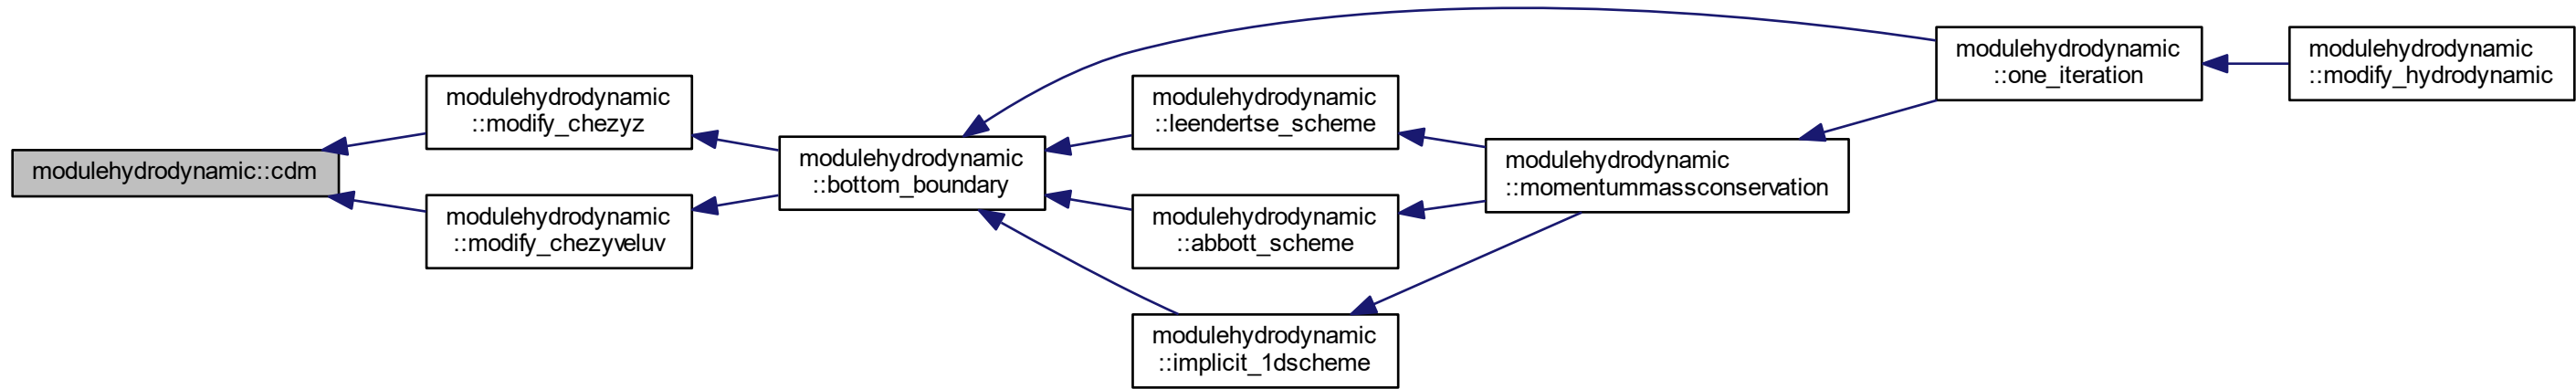 modulehydrodynamic::cdm
modulehydrodynamic
::modify_chezyz
modulehydrodynamic
::modify_chezyveluv
modulehydrodynamic
::bottom_boundary
modulehydrodynamic
::leendertse_scheme
modulehydrodynamic
::abbott_scheme
modulehydrodynamic
::implicit_1dscheme
modulehydrodynamic
::momentummassconservation
modulehydrodynamic
::one_iteration
modulehydrodynamic
::modify_hydrodynamic